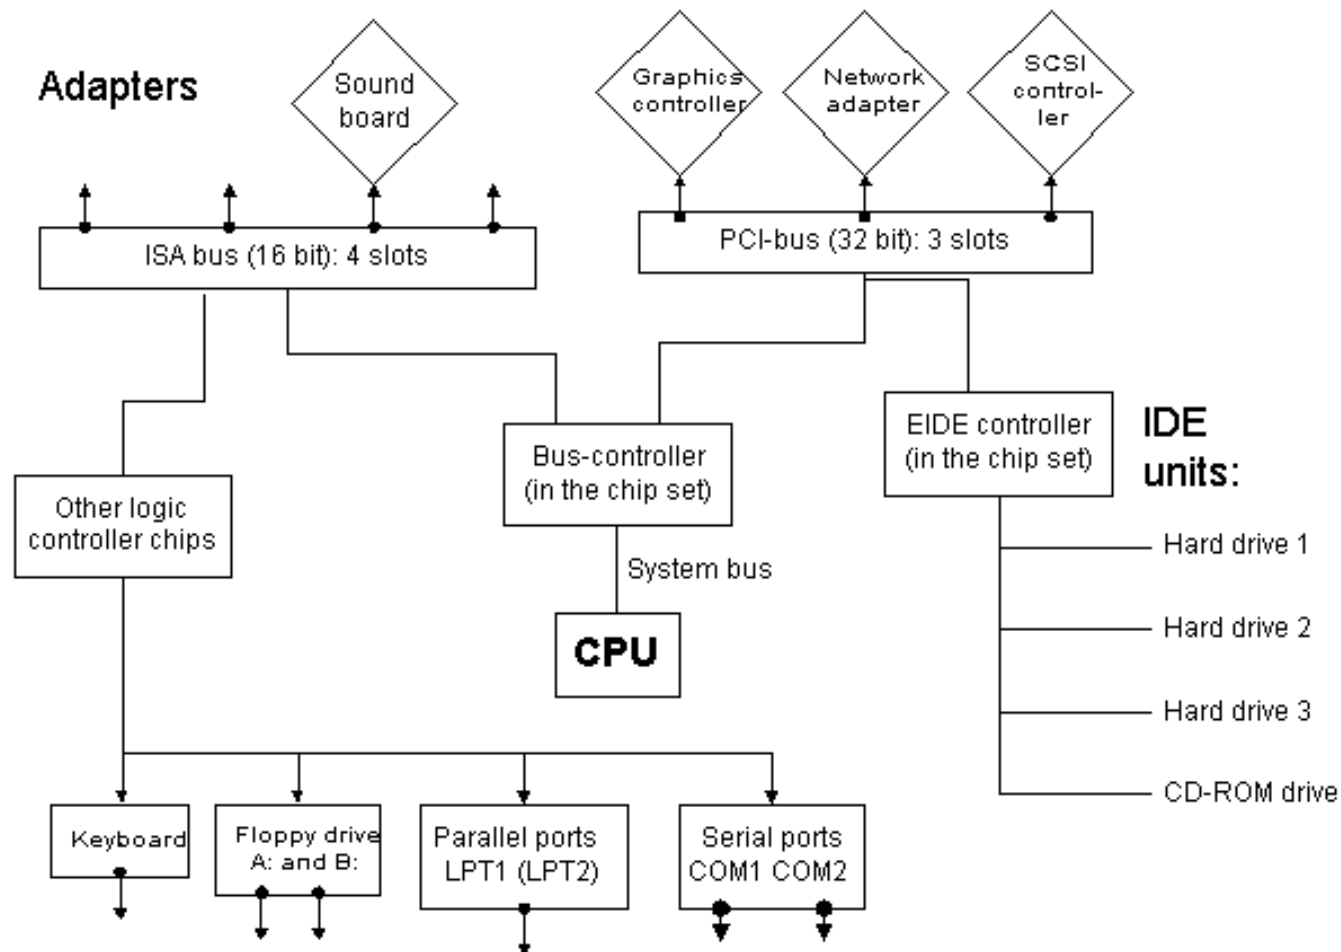 Adapters
Sound
board
Graphics
controller
Network
adapter
SCSI
control-
ler
ISA bus (16 bit): 4 slots
PCI-bus (32 bit): 3 slots
Other logic
controller chips
Bus-controller
(in the chip set)
EIDE controller
(in the chip set)
IDE
units:
System bus
CPU
Hard drive 1
Hard drive 2
Hard drive 3
CD-ROM drive
Keyboard
Floppy drive
A: and B:
Parallel ports
LPT1 (LPT2)
Serial ports
COM1 COM2